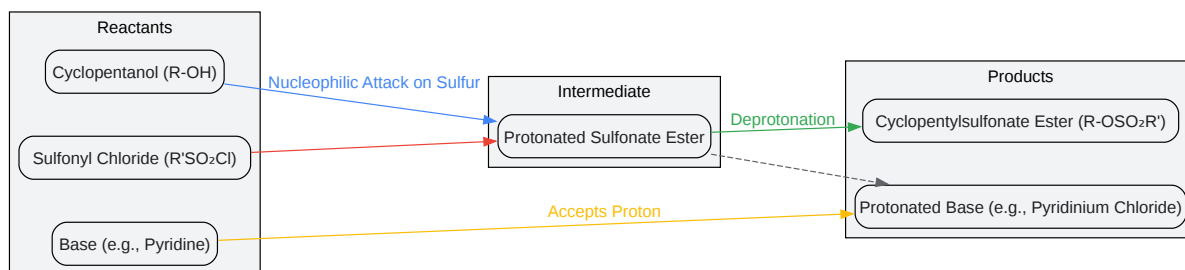 Reactants
Cyclopentanol (R-OH)
Sulfonyl Chloride (R'SO₂Cl)
Base (e.g., Pyridine)
Nucleophilic Attack on Sulfur
Intermediate
Protonated Sulfonate Ester
Deprotonation
Accepts Proton
Products
Cyclopentylsulfonate Ester (R-OSO₂R')
Protonated Base (e.g., Pyridinium Chloride)